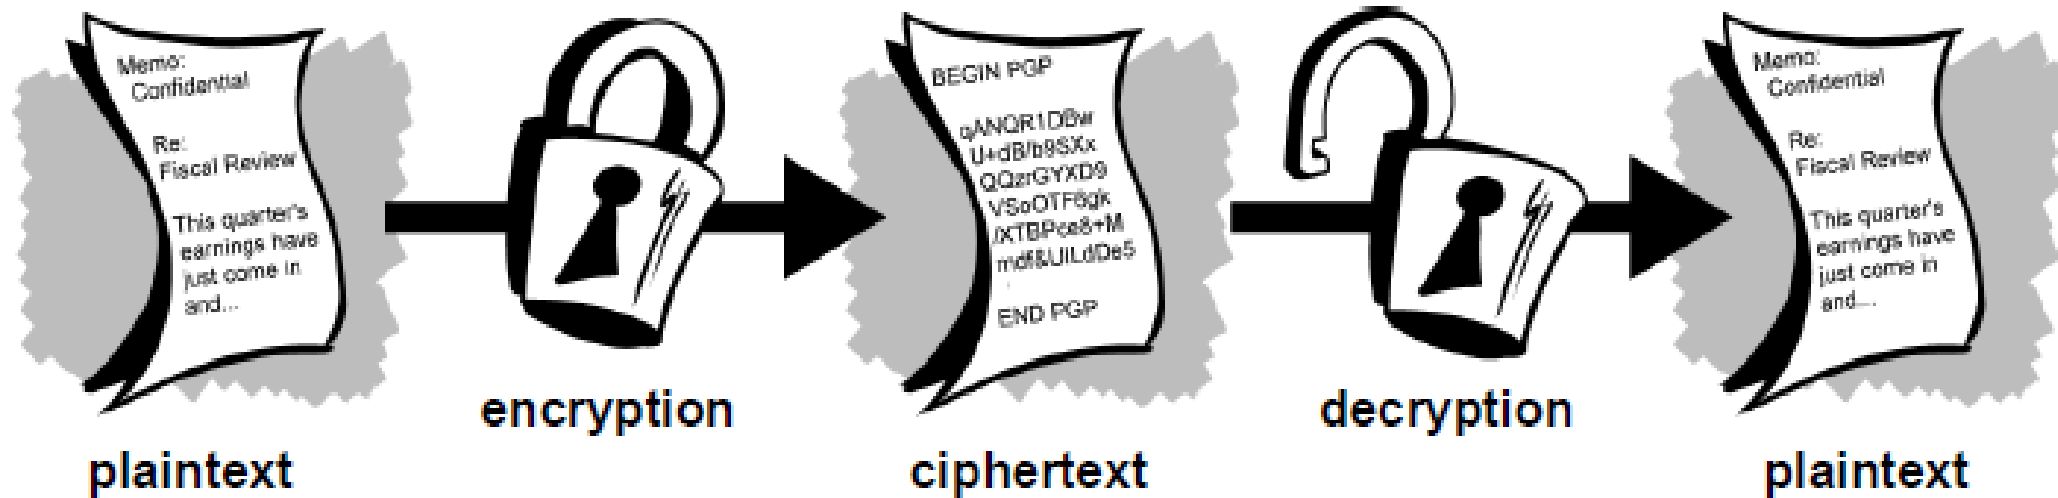 Memo:
Confidential
Re:
Fiscal Review
This quarter's
earnings have
just come in
and...
plaintext
encryption
BEGIN PGP
qANQR1DBw
U+dB/b9SXx
QQzrGYXD9
VSoOTF6gk
/XTBPce8+M
mdf&UILdDe5
END PGP
ciphertext
decryption
Memo:
Confidential
Re:
Fiscal Review
This quarter's
earnings have
just come in
and...
plaintext